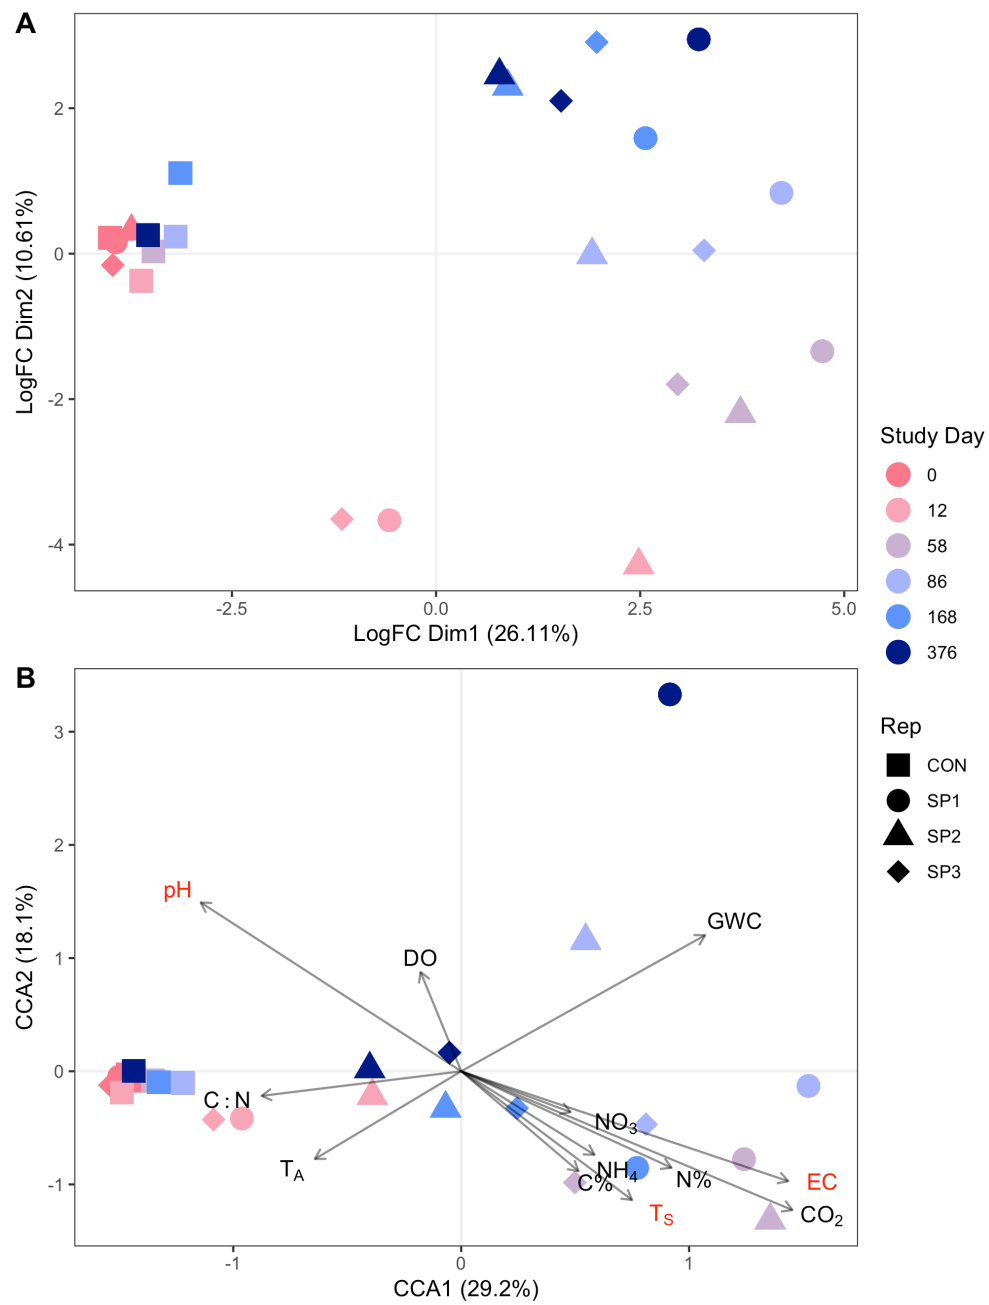 A
2
0
-2
-4
LogFC Dim2 (10.61%)
-2.5
0.0
2.5
5.0
LogFC Dim1 (26.11%)
Study Day
0
12
58
86
168
376
Rep
CON
SP1
SP2
SP3
B
3
2
1
0
-1
CCA2 (18.1%)
pH
DO
GWC
C : N
T_A
NO₃
NH₄
C%
N%
EC
T_S
CO₂
-1
0
1
CCA1 (29.2%)